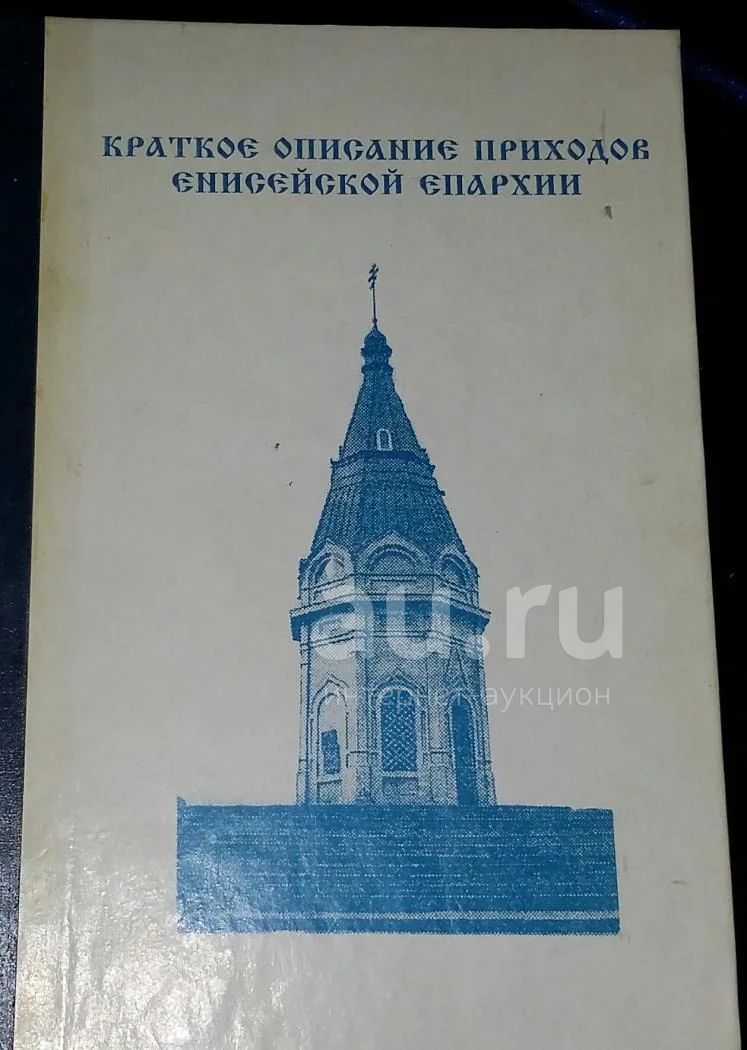 КРАТКОЕ ОПИСАНИЕ ПРИХОДОВ
ЕНИСЕЙСКОЙ ЕПАРХИИ
au.ru
интернет-аукцион